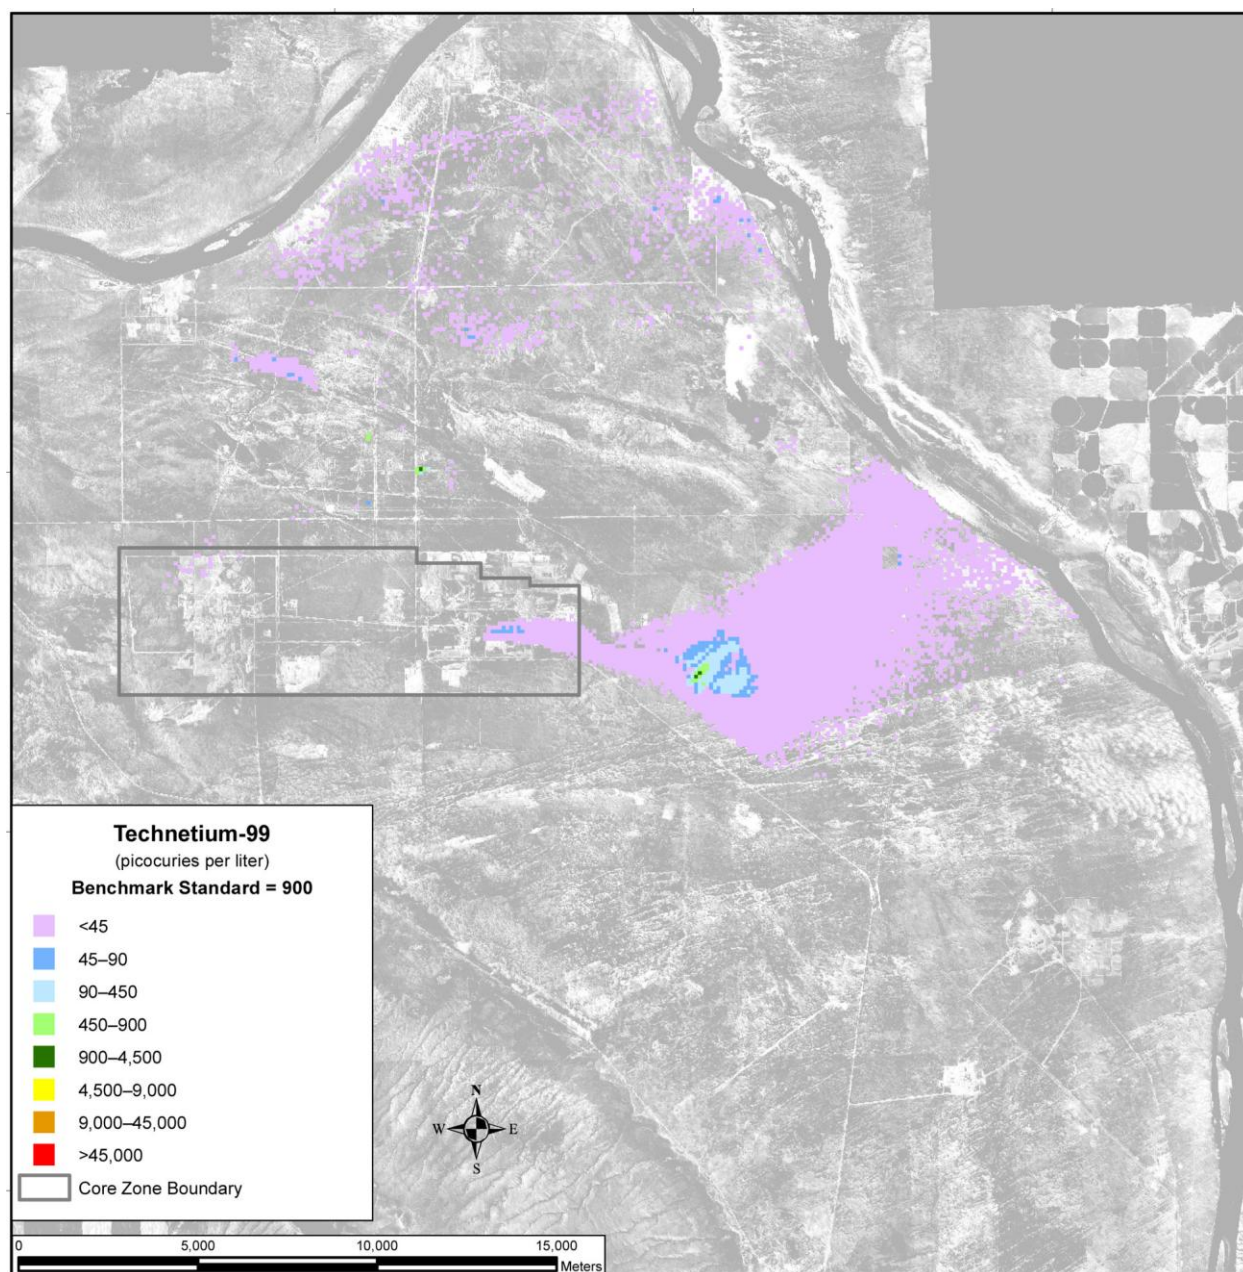 Technetium-99
(picocuries per liter)
Benchmark Standard = 900
<45
45–90
90–450
450–900
900–4,500
4,500–9,000
9,000–45,000
>45,000
Core Zone Boundary
N
W E
S
0 5,000 10,000 15,000
Meters